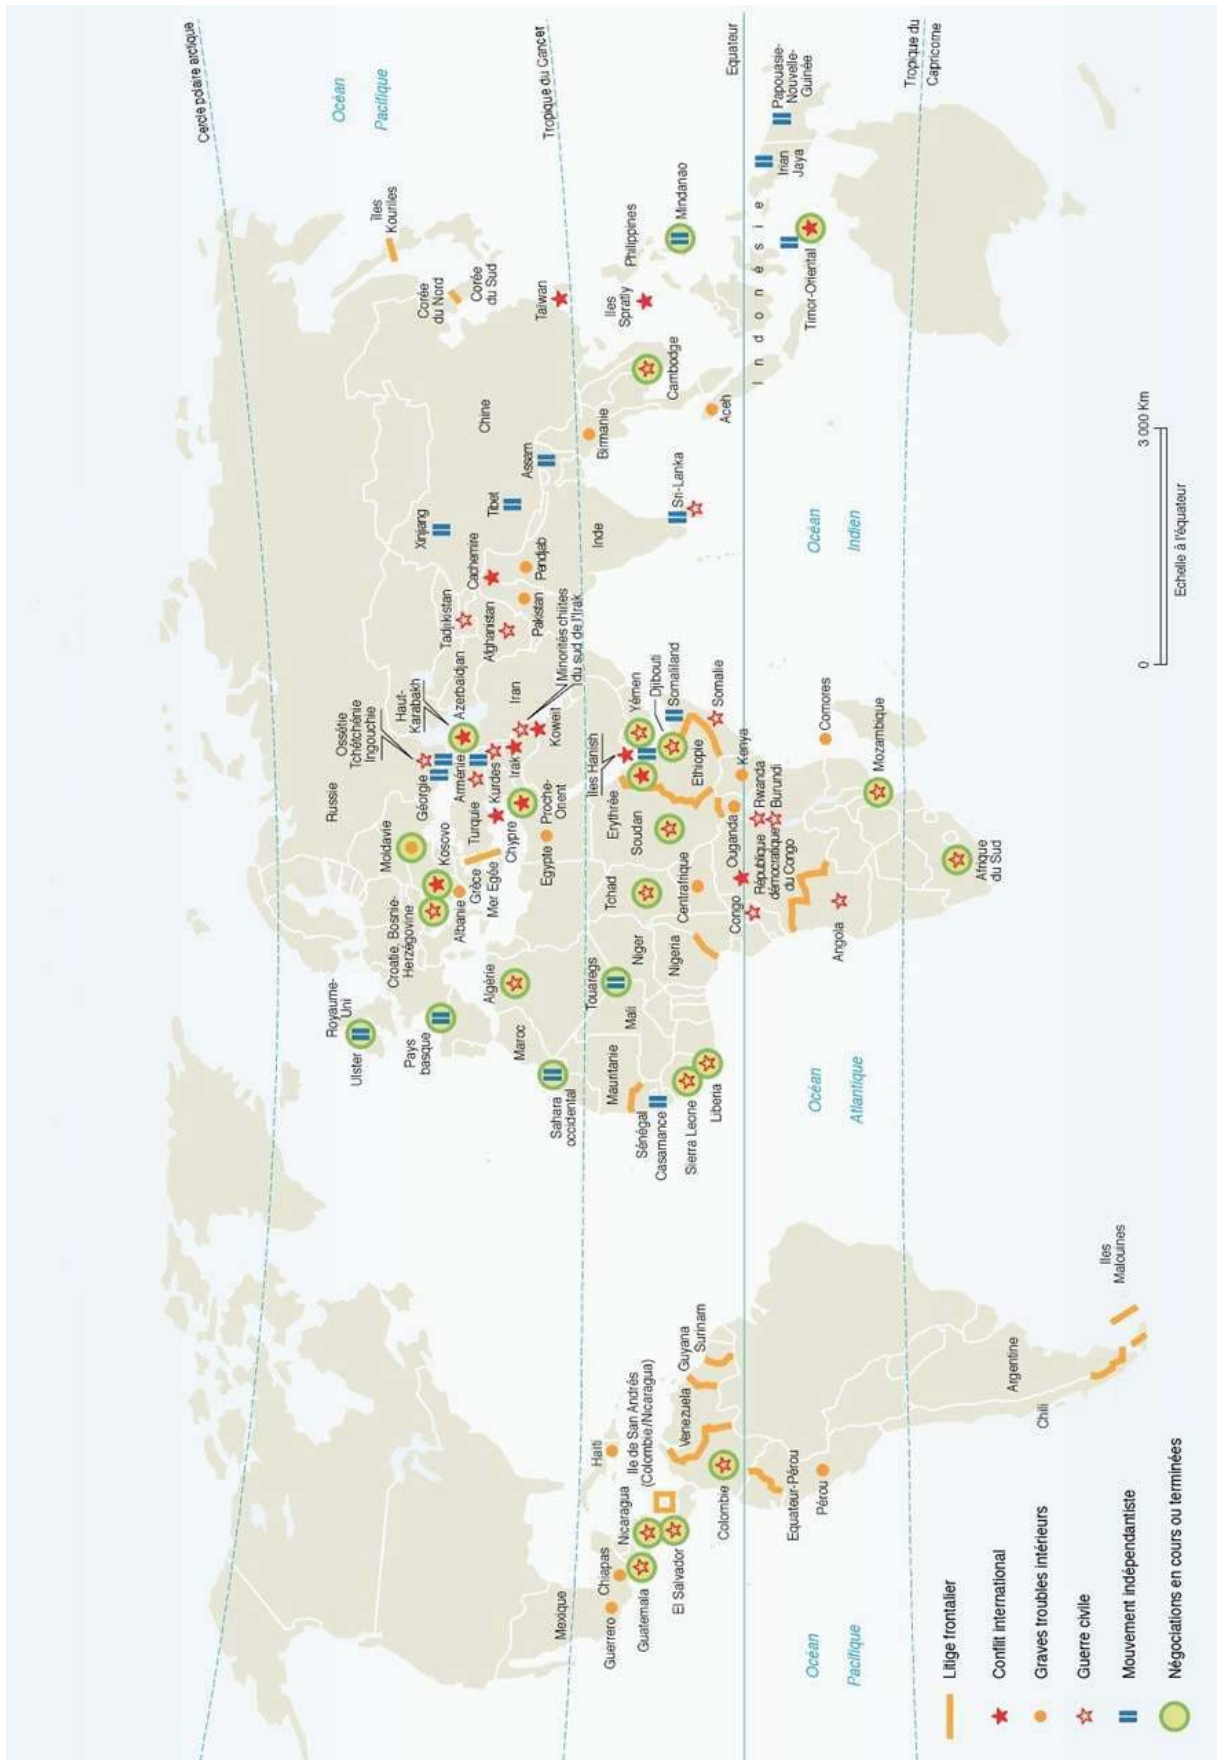 Cercle polaire arctique
Océan
Pacifique
Tropique du Cancer
Equateur
Tropique du
Capricorne
Royaume-
Uni
Ulster
Pays
basque
Croatie, Bosnie-
Herzégovine
Moldavie
Kosovo
Albanie
Grèce
Mer Egée
Russie
Ossétie
Tchétchénie
Ingouchie
Géorgie
Haut-
Karabakh
Azerbaïdjan
Arménie
Turquie
Kurdes
Chypre
Irak
Iran
Koweit
Minorités chiites
du sud de l'Irak
Proche-
Orient
Egypte
Tadjikistan
Afghanistan
Cachemire
Pakistan
Pendjab
Xinjiang
Tibet
Assam
Chine
Inde
Sri-Lanka
Birmanie
Corée
du Nord
Corée
du Sud
Îles
Kouriles
Taïwan
Iles
Spratly
Philippines
Mindanao
Cambodge
Aceh
Indonésie
Timor-Oriental
Irian
Jaya
Papouasie-
Nouvelle-
Guinée
Algérie
Maroc
Sahara
occidental
Mauritanie
Touaregs
Mali
Niger
Tchad
Soudan
Erythrée
Îles Hanish
Yémen
Djibouti
Somaliland
Somalie
Ethiopie
Sénégal
Casamance
Sierra Leone
Liberia
Nigeria
Centrafrique
Congo
Ouganda
Kenya
Rwanda
Burundi
République
démocratique
du Congo
Angola
Comores
Mozambique
Afrique
du Sud
Océan
Atlantique
Océan
Indien
Mexique
Guerrero
Chiapas
Guatemala
El Salvador
Nicaragua
Haïti
Ile de San Andrés
(Colombie/Nicaragua)
Venezuela
Guyana
Surinam
Colombie
Equateur-Pérou
Pérou
Chili
Argentine
Iles
Malouines
Océan
Pacifique
Litige frontalier
Conflit international
Graves troubles intérieurs
Guerre civile
Mouvement indépendantiste
Négociations en cours ou terminées
0
3 000 Km
Echelle à l'équateur